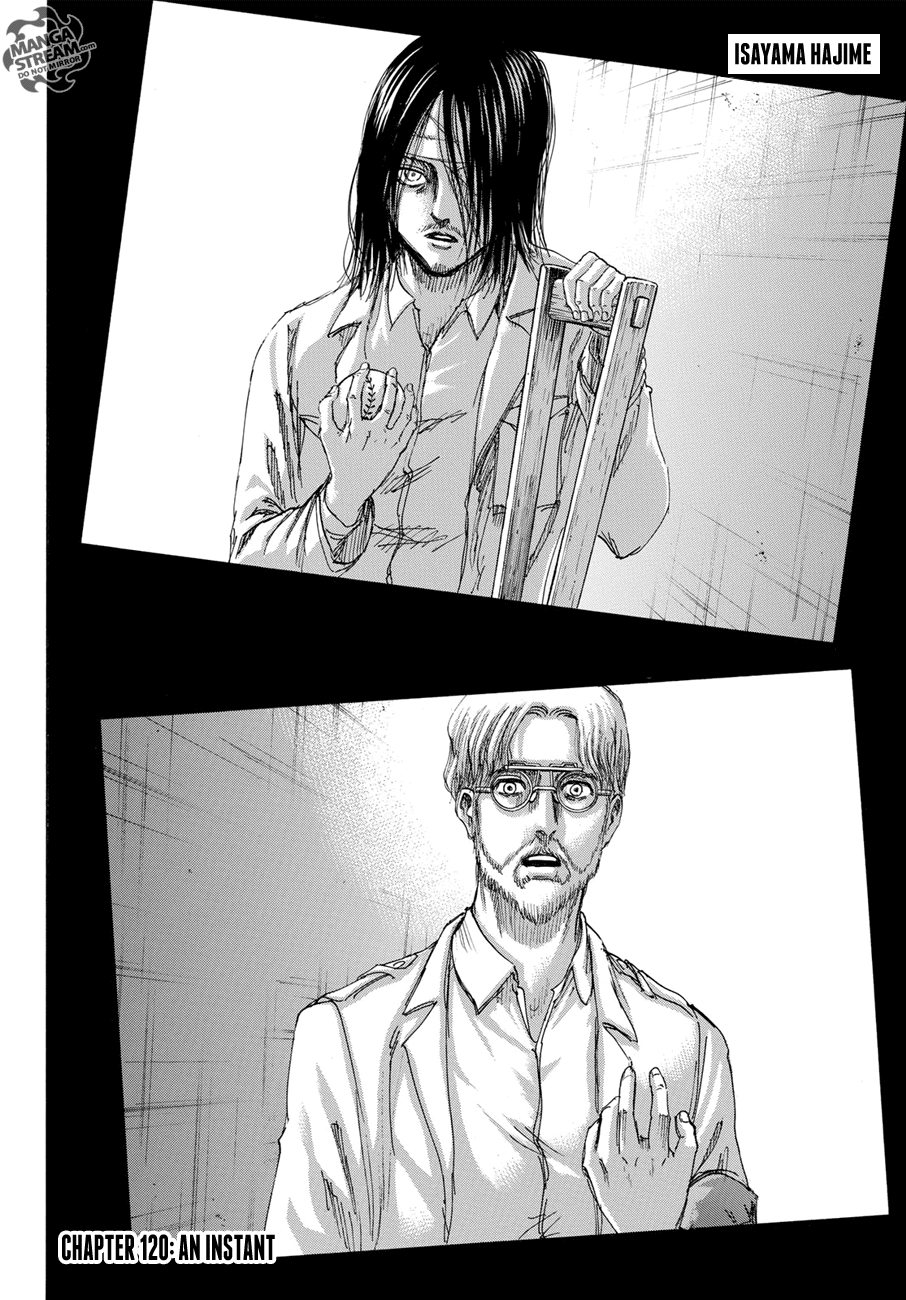 MANGA
STREAM.com
DO NOT MIRROR
ISAYAMA HAJIME
CHAPTER 120: AN INSTANT